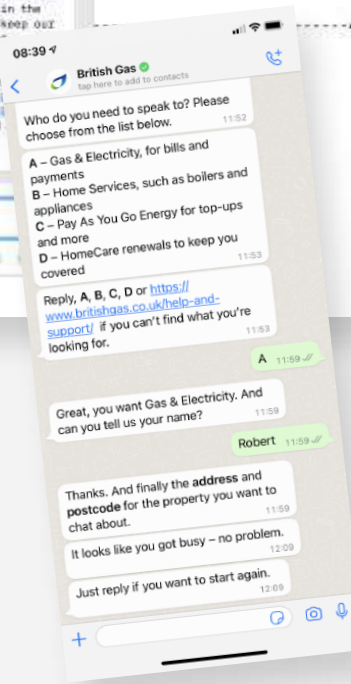 in the
keep our
08:39
British Gas
tap here to add to contacts
Who do you need to speak to? Please
choose from the list below.
11:52
A – Gas & Electricity, for bills and
payments
B – Home Services, such as boilers and
appliances
C – Pay As You Go Energy for top-ups
and more
D – HomeCare renewals to keep you
covered
11:53
Reply, A, B, C, D or https://
www.britishgas.co.uk/help-and-
support/ if you can't find what you're
looking for.
11:53
A 11:59
Great, you want Gas & Electricity. And
can you tell us your name?
11:59
Robert 11:59
Thanks. And finally the address and
postcode for the property you want to
chat about.
11:59
It looks like you got busy – no problem.
12:09
Just reply if you want to start again.
12:09